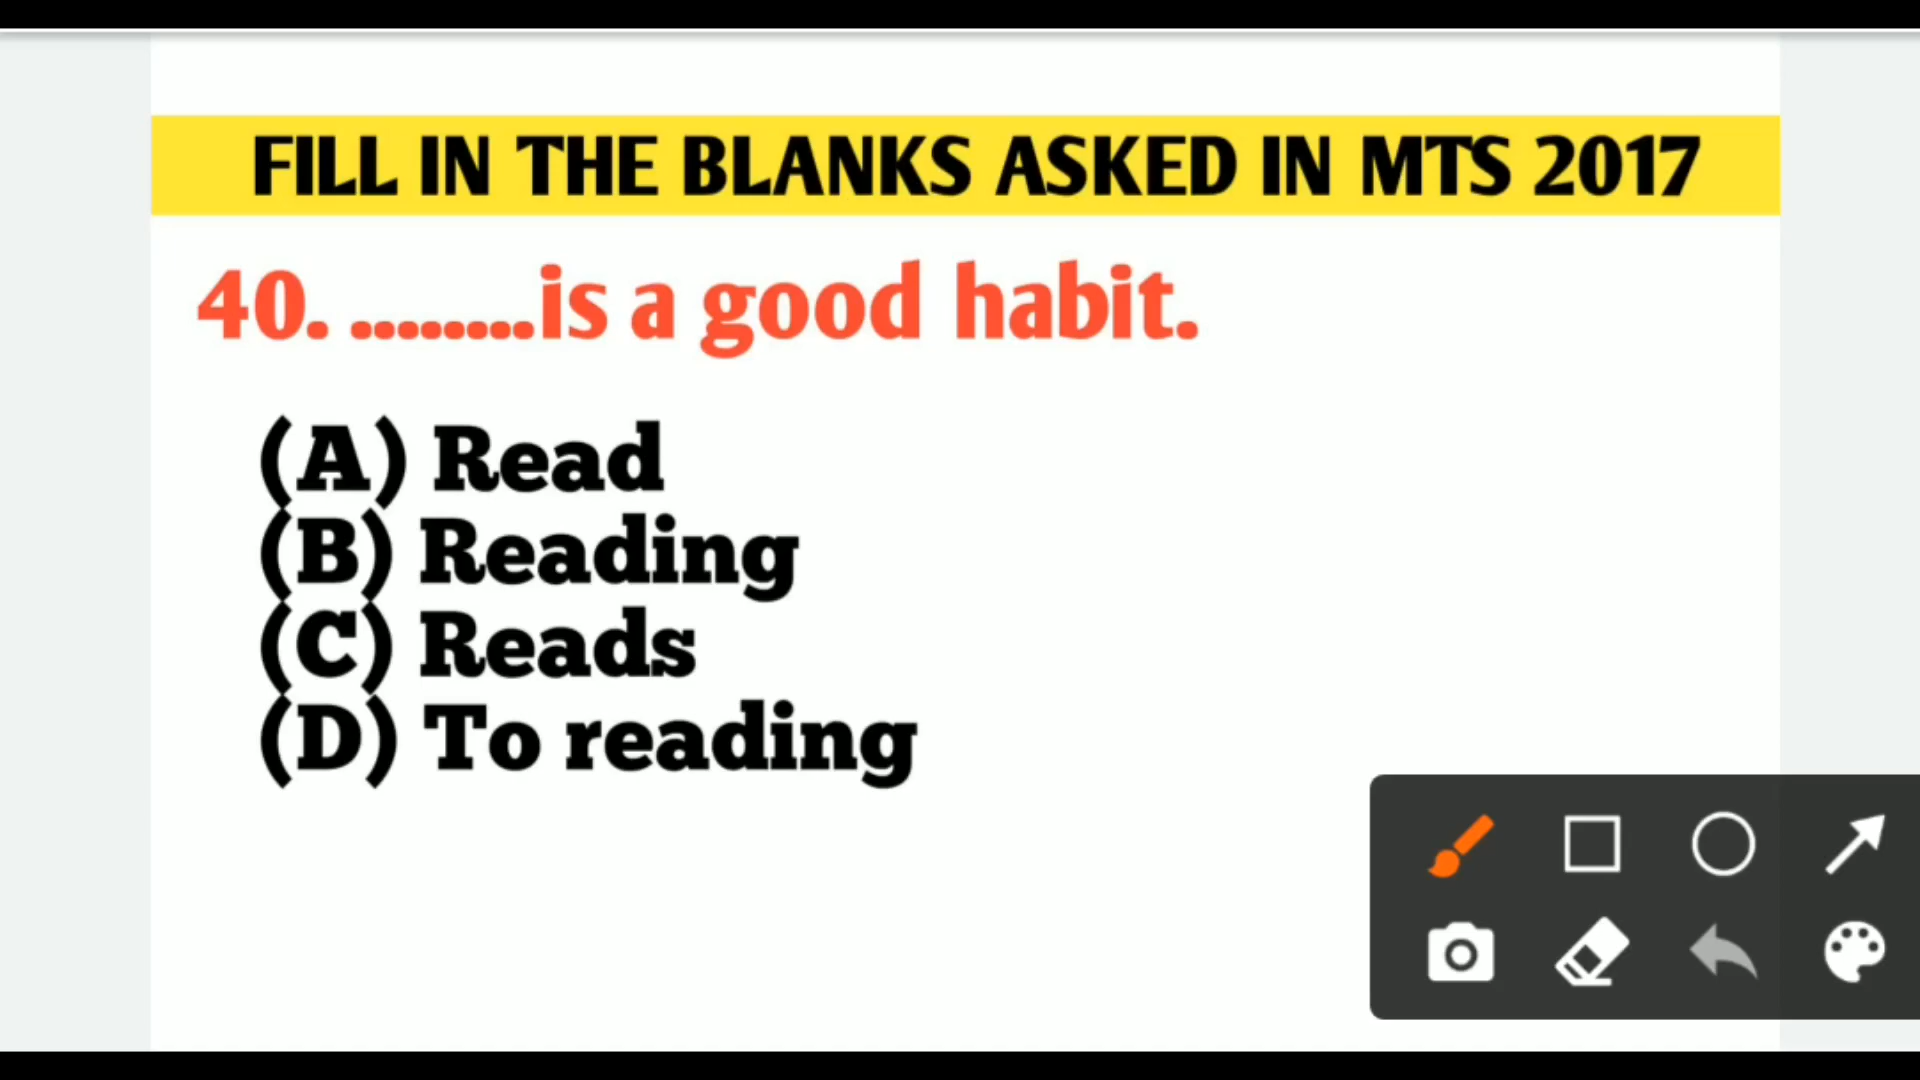 FILL IN THE BLANKS ASKED IN MTS 2017
40. ........is a good habit.
(A) Read
(B) Reading
(C) Reads
(D) To reading